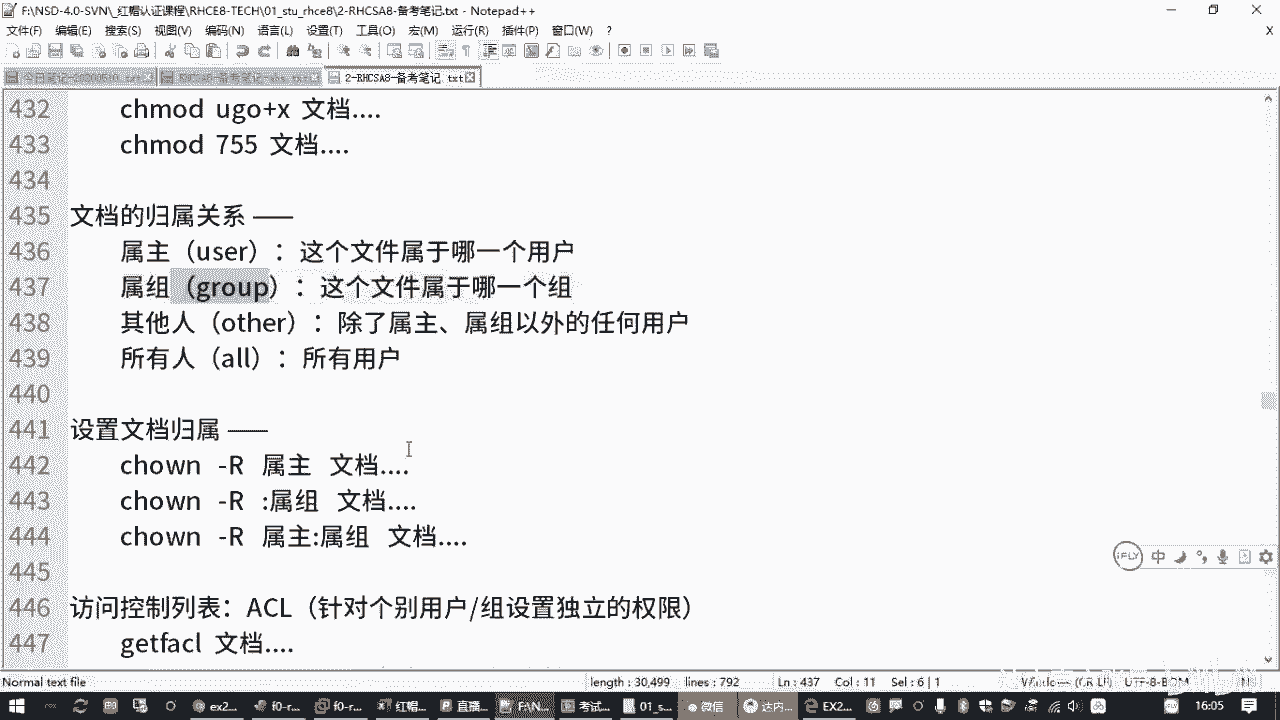 F:\NSD-4.0-SVN\_红帽认证课程\RHCE8-TECH\01_stu_rhce8\2-RHCSA8-备考笔记.txt - Notepad++
文件(F) 编辑(E) 搜索(S) 视图(V) 编码(N) 语言(L) 设置(T) 工具(O) 宏(M) 运行(R) 插件(P) 窗口(W) ? X
2-RHCSA8-备考笔记.txt
432 chmod ugo+x 文档....
433 chmod 755 文档....
434
435 文档的归属关系 ——
436 属主（user）：这个文件属于哪一个用户
437 属组（group）：这个文件属于哪一个组
438 其他人（other）：除了属主、属组以外的任何用户
439 所有人（all）：所有用户
440
441 设置文档归属 ——
442 chown -R 属主 文档....
443 chown -R :属组 文档....
444 chown -R 属主:属组 文档....
445
iFLY 中
446 访问控制列表：ACL（针对个别用户/组设置独立的权限）
447 getfacl 文档....
Normal text file length : 30,499 lines : 792 Ln : 437 Col : 11 Sel : 6 | 1 Windows (CR LF) UTF-8-BOM
ex2... f0-r... f0-r... 红帽... F:\N... 考试... 01_s... 微信 达内... EX2... 16:05